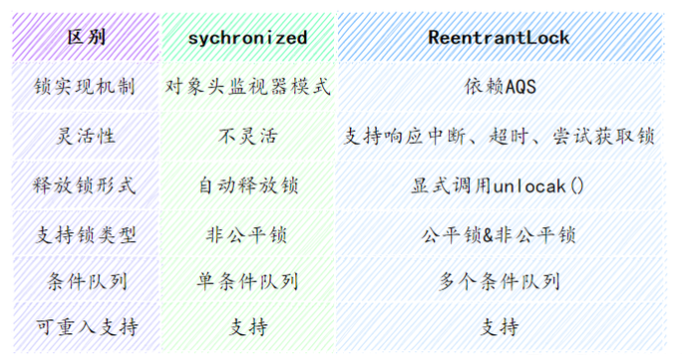 区别 sychronized ReentrantLock
锁实现机制 对象头监视器模式 依赖AQS
灵活性 不灵活 支持响应中断、超时、尝试获取锁
释放锁形式 自动释放锁 显式调用unlocak()
支持锁类型 非公平锁 公平锁&非公平锁
条件队列 单条件队列 多个条件队列
可重入支持 支持 支持